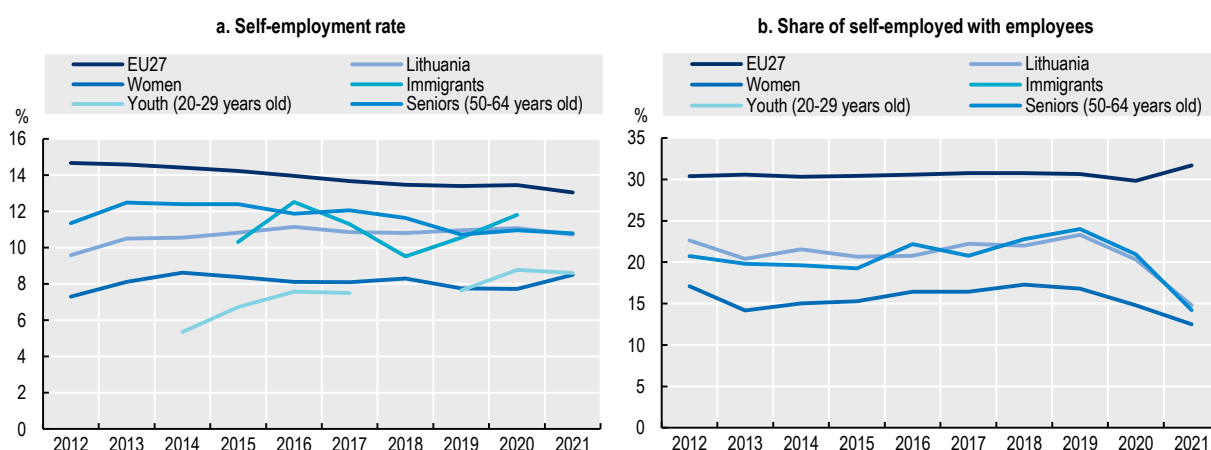 a. Self-employment rate
EU27 Lithuania
Women Immigrants
Youth (20-29 years old) Seniors (50-64 years old)
%
16
14
12
10
8
6
4
2
0
2012 2013 2014 2015 2016 2017 2018 2019 2020 2021
b. Share of self-employed with employees
EU27 Lithuania
Women Immigrants
Youth (20-29 years old) Seniors (50-64 years old)
%
35
30
25
20
15
10
5
0
2012 2013 2014 2015 2016 2017 2018 2019 2020 2021